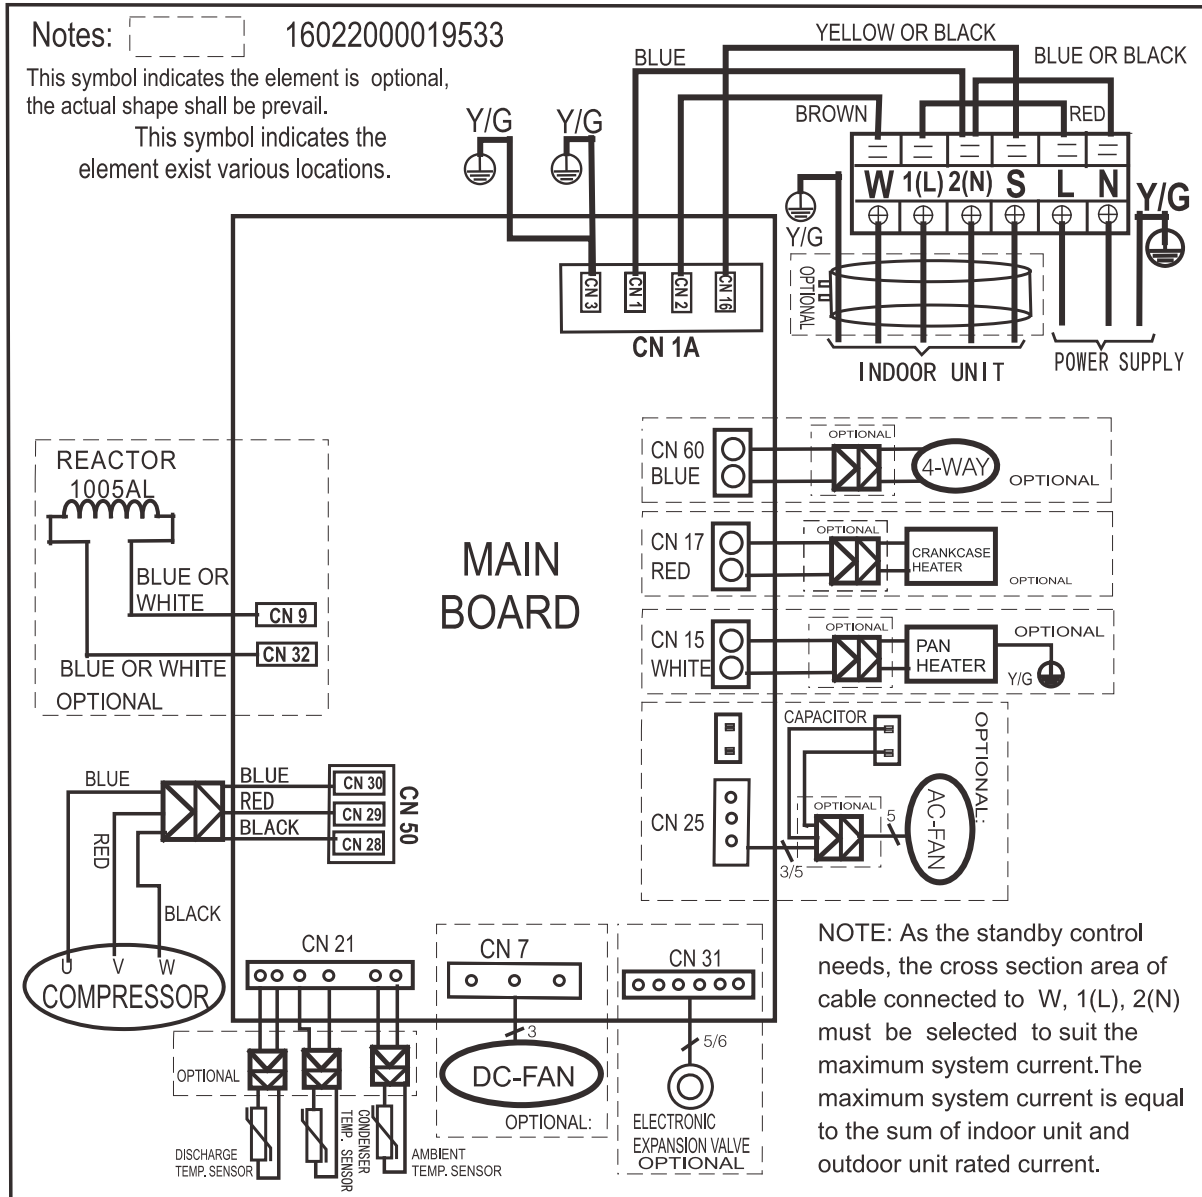 Notes:
16022000019533
This symbol indicates the element is optional,
the actual shape shall be prevail.
This symbol indicates the
element exist various locations.
Y/G
Y/G
BLUE
YELLOW OR BLACK
BLUE OR BLACK
BROWN
RED
W 1(L) 2(N) S L N
Y/G
Y/G
OPTIONAL
INDOOR UNIT
POWER SUPPLY
CN 3
CN 1
CN 2
CN 16
CN 1A
MAIN
BOARD
REACTOR
1005AL
BLUE OR
WHITE
CN 9
CN 32
BLUE OR WHITE
OPTIONAL
CN 60
BLUE
OPTIONAL
4-WAY
OPTIONAL
CN 17
RED
OPTIONAL
CRANKCASE
HEATER
OPTIONAL
CN 15
WHITE
OPTIONAL
PAN
HEATER
OPTIONAL
Y/G
CAPACITOR
OPTIONAL:
CN 25
OPTIONAL
3/5
5
AC-FAN
BLUE
RED
BLACK
BLUE
RED
BLACK
CN 30
CN 29
CN 28
CN 50
U V W
COMPRESSOR
CN 21
OPTIONAL
DISCHARGE
TEMP. SENSOR
CONDENSER
TEMP. SENSOR
AMBIENT
TEMP. SENSOR
CN 7
3
DC-FAN
OPTIONAL:
CN 31
5/6
ELECTRONIC
EXPANSION VALVE
OPTIONAL
NOTE: As the standby control
needs, the cross section area of
cable connected to W, 1(L), 2(N)
must be selected to suit the
maximum system current.The
maximum system current is equal
to the sum of indoor unit and
outdoor unit rated current.